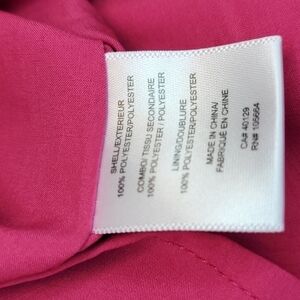 SHELL/EXTERIEUR
100% POLYESTER/POLYESTER
COMBO/TISSU SECONDAIRE
100% POLYESTER / POLYESTER
LINING/DOUBLURE
100% POLYESTER/POLYESTER
MADE IN CHINA/
FABRIQUE EN CHINE
CA# 40129
RN# 105664